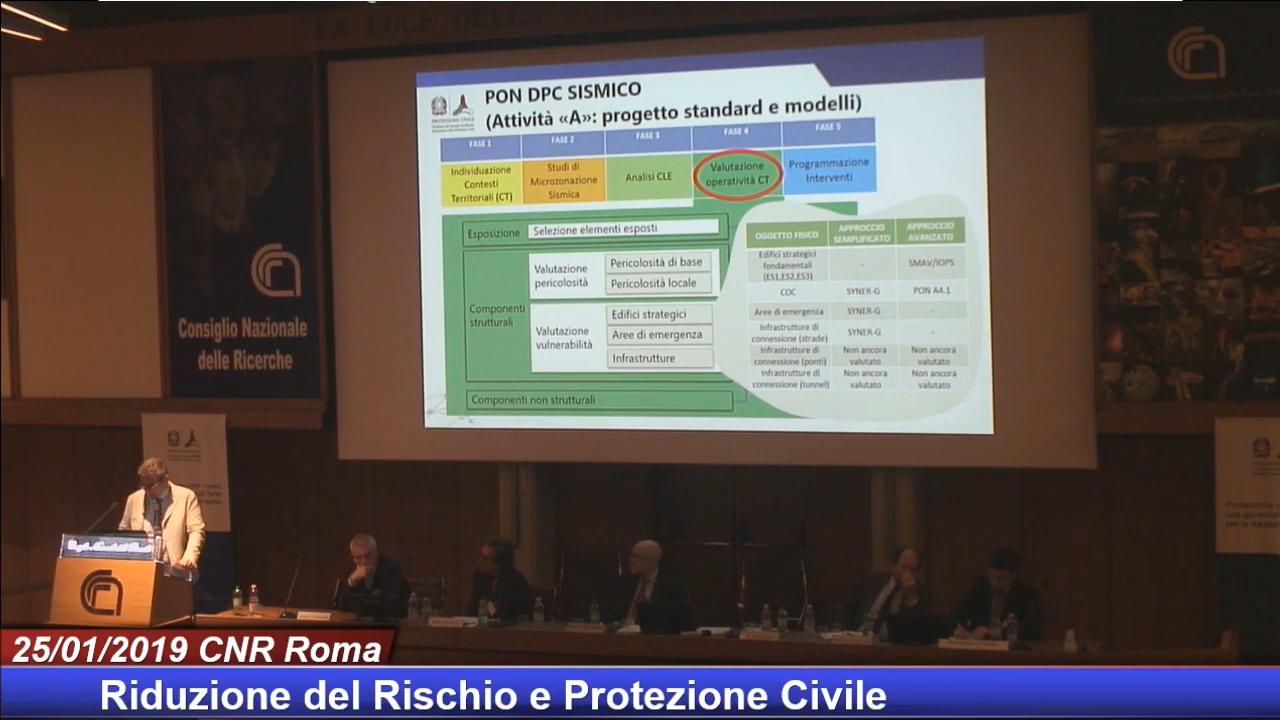 LA LUCE DELLA
PON DPC SISMICO
(Attività «A»: progetto standard e modelli)
PROTEZIONE CIVILE
FASE 1
FASE 2
FASE 3
FASE 4
FASE 5
Individuazione
Contesti
Territoriali (CT)
Studi di
Microzonazione
Sismica
Analisi CLE
Valutazione
operatività CT
Programmazione
Interventi
Esposizione
Selezione elementi esposti
Componenti
strutturali
Valutazione
pericolosità
Pericolosità di base
Pericolosità locale
Valutazione
vulnerabilità
Edifici strategici
Aree di emergenza
Infrastrutture
Componenti non strutturali
OGGETTO FISICO
APPROCCIO
SEMPLIFICATO
APPROCCIO
AVANZATO
Edifici strategici
fondamentali
(ES1,ES2,ES3)
-
SMAV/IOPS
COC
SYNER-G
PON A4.1
Aree di emergenza
SYNER-G
-
Infrastrutture di
connessione (strade)
SYNER-G
-
Infrastrutture di
connessione (ponti)
Non ancora
valutato
Non ancora
valutato
Infrastrutture di
connessione (tunnel)
Non ancora
valutato
Non ancora
valutato
Consiglio Nazionale
delle Ricerche
25/01/2019 CNR Roma
Riduzione del Rischio e Protezione Civile